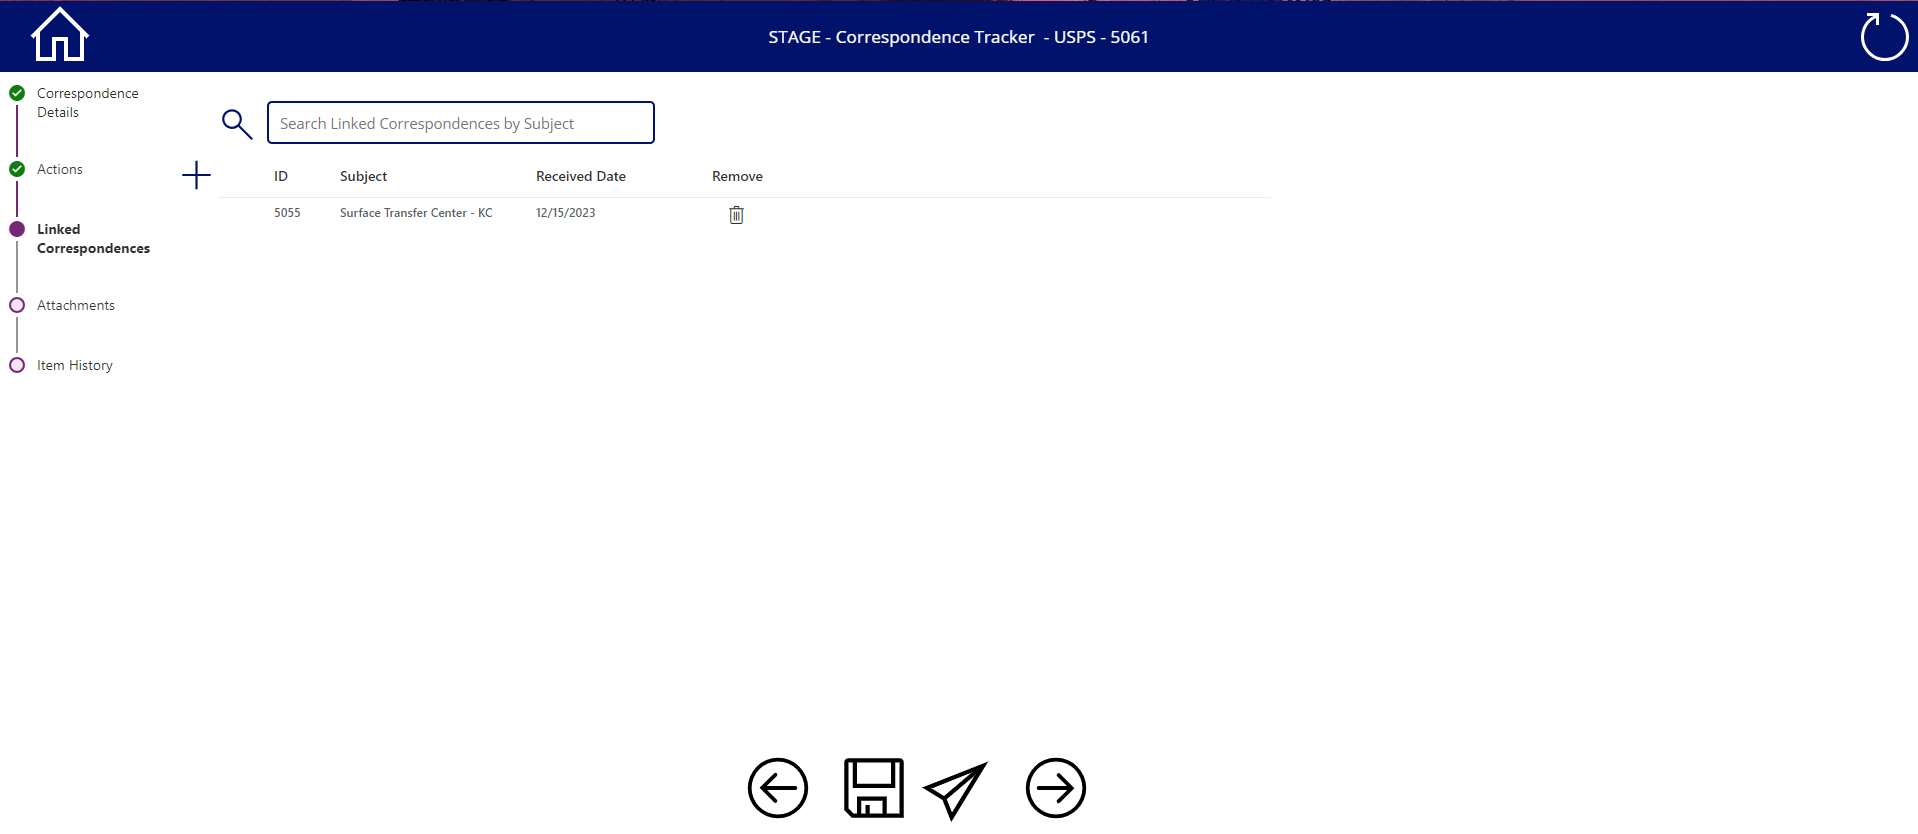 STAGE - Correspondence Tracker  - USPS - 5061
Correspondence
Details
Actions
Linked
Correspondences
Attachments
Item History
Search Linked Correspondences by Subject
ID Subject Received Date Remove
5055 Surface Transfer Center - KC 12/15/2023